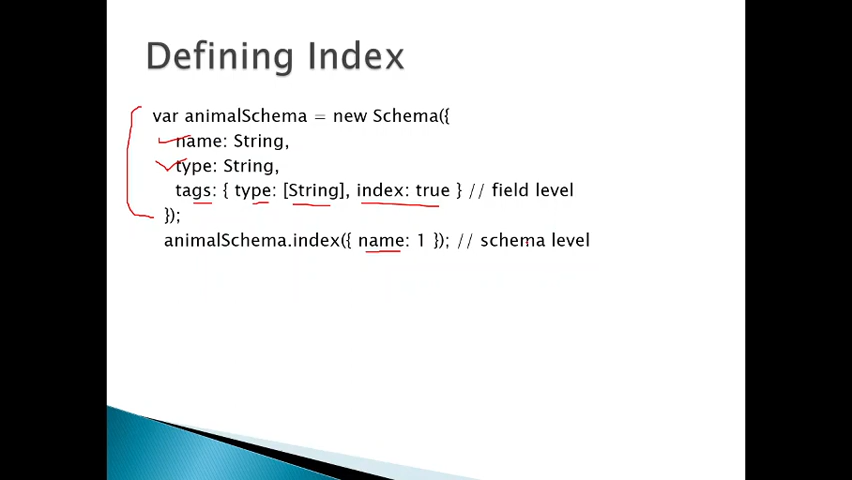 Defining Index
var animalSchema = new Schema({
name: String,
type: String,
tags: { type: [String], index: true } // field level
});
animalSchema.index({ name: 1 }); // schema level